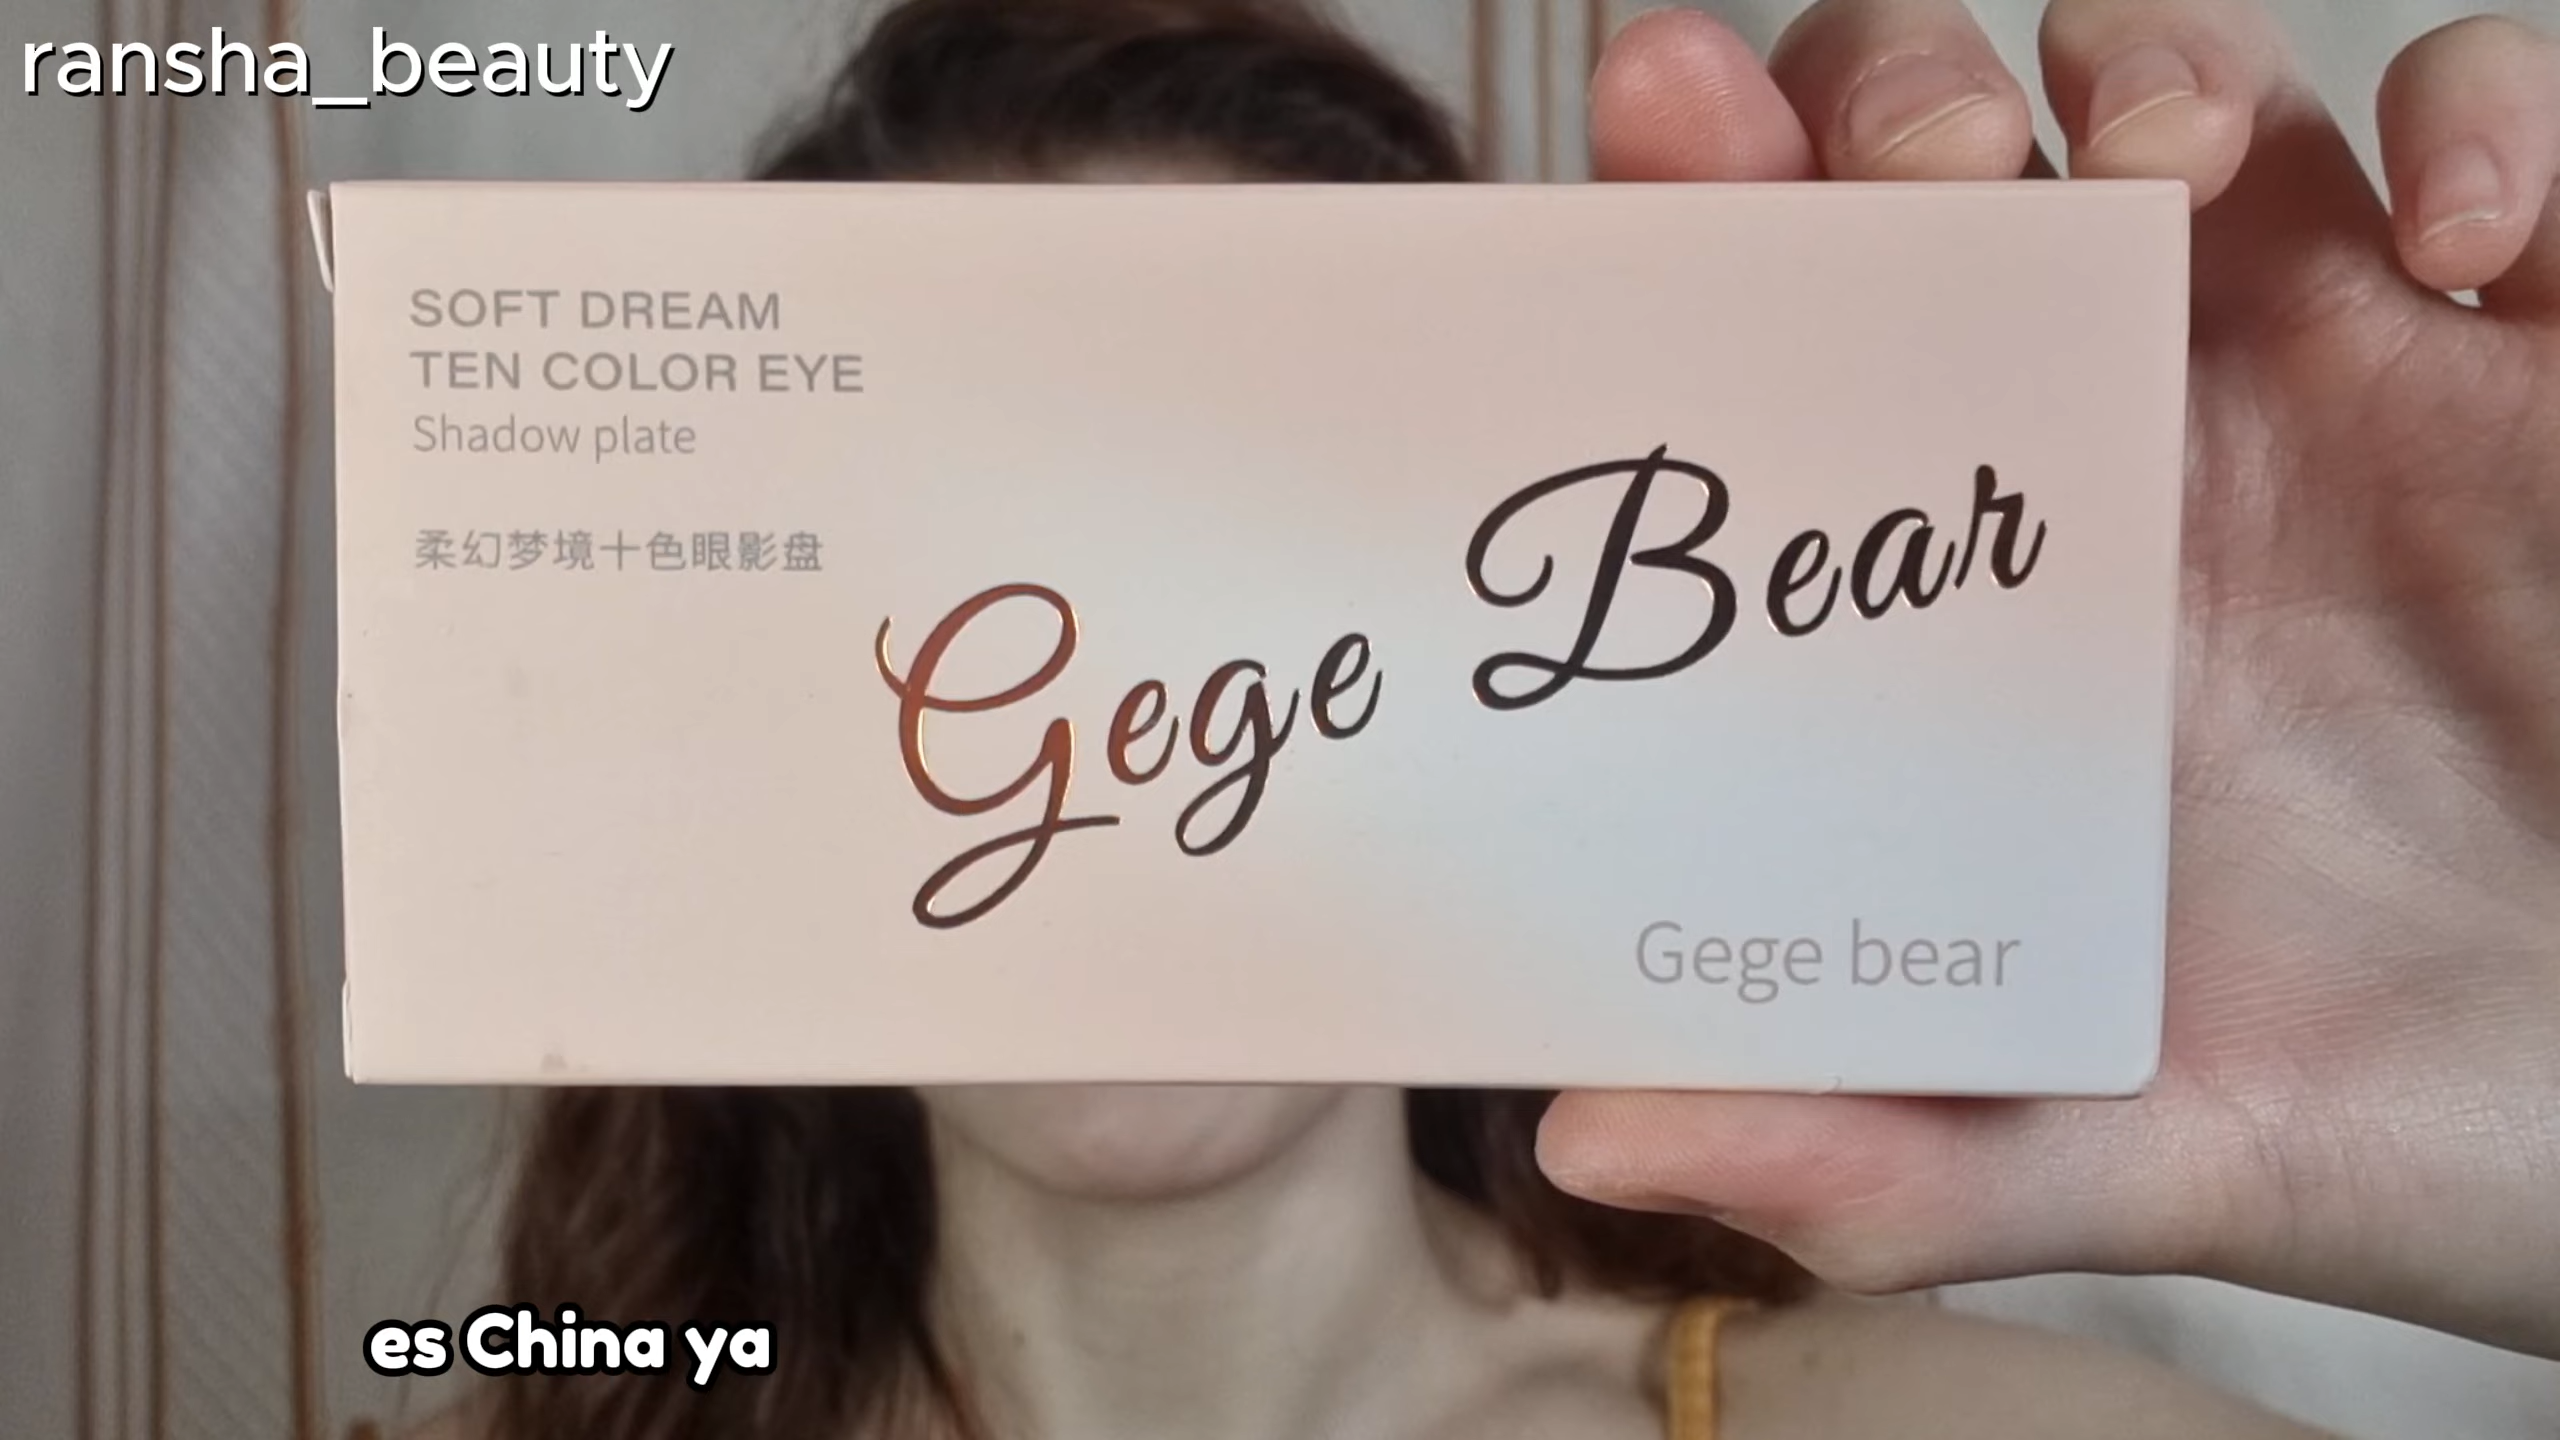 ransha_beauty
SOFT DREAM
TEN COLOR EYE
Shadow plate
柔幻梦境十色眼影盘
Gege Bear
Gege bear
es China ya